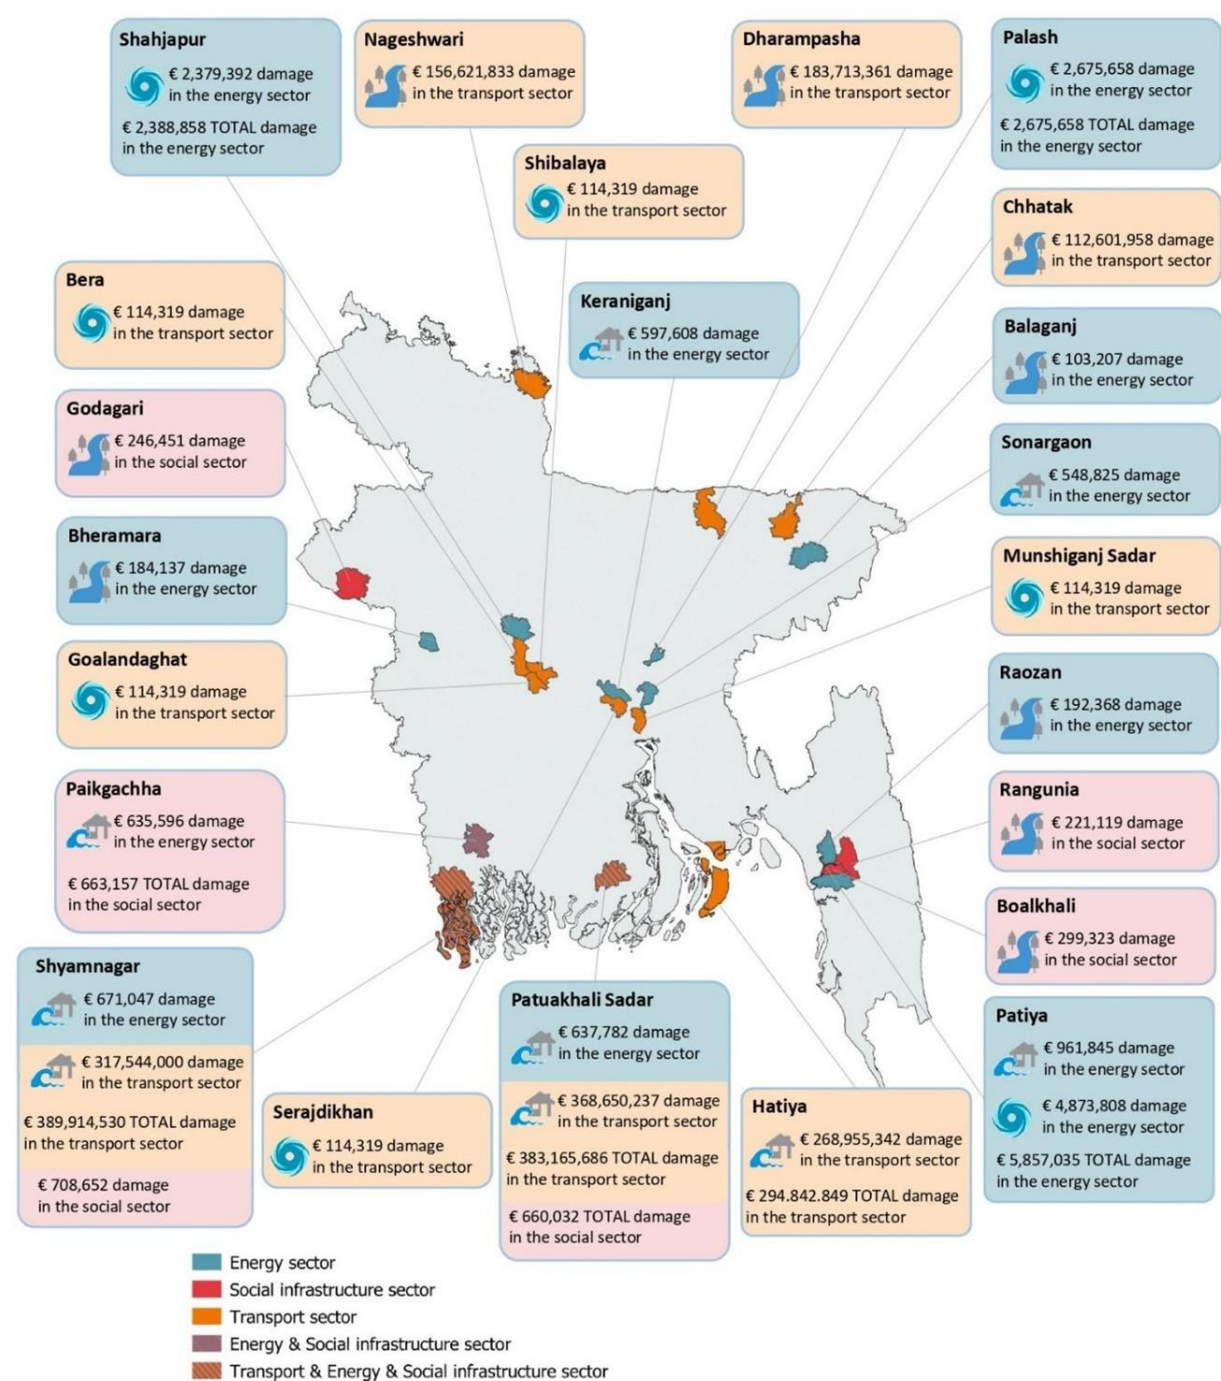 Shahjapur
€ 2,379,392 damage
in the energy sector
€ 2,388,858 TOTAL damage
in the energy sector
Nageshwari
€ 156,621,833 damage
in the transport sector
Dharampasha
€ 183,713,361 damage
in the transport sector
Palash
€ 2,675,658 damage
in the energy sector
€ 2,675,658 TOTAL damage
in the energy sector
Shibalaya
€ 114,319 damage
in the transport sector
Chhatak
€ 112,601,958 damage
in the transport sector
Bera
€ 114,319 damage
in the transport sector
Keraniganj
€ 597,608 damage
in the energy sector
Balaganj
€ 103,207 damage
in the energy sector
Godagari
€ 246,451 damage
in the social sector
Sonargaon
€ 548,825 damage
in the energy sector
Bheramara
€ 184,137 damage
in the energy sector
Munshiganj Sadar
€ 114,319 damage
in the transport sector
Goalandaghat
€ 114,319 damage
in the transport sector
Raozan
€ 192,368 damage
in the energy sector
Paikgachha
€ 635,596 damage
in the energy sector
€ 663,157 TOTAL damage
in the social sector
Rangunia
€ 221,119 damage
in the social sector
Boalkhali
€ 299,323 damage
in the social sector
Shyamnagar
€ 671,047 damage
in the energy sector
€ 317,544,000 damage
in the transport sector
€ 389,914,530 TOTAL damage
in the transport sector
€ 708,652 damage
in the social sector
Serajdikhan
€ 114,319 damage
in the transport sector
Patuakhali Sadar
€ 637,782 damage
in the energy sector
€ 368,650,237 damage
in the transport sector
€ 383,165,686 TOTAL damage
in the transport sector
€ 660,032 TOTAL damage
in the social sector
Hatiya
€ 268,955,342 damage
in the transport sector
€ 294.842.849 TOTAL damage
in the transport sector
Patiya
€ 961,845 damage
in the energy sector
€ 4,873,808 damage
in the energy sector
€ 5,857,035 TOTAL damage
in the energy sector
Energy sector
Social infrastructure sector
Transport sector
Energy & Social infrastructure sector
Transport & Energy & Social infrastructure sector